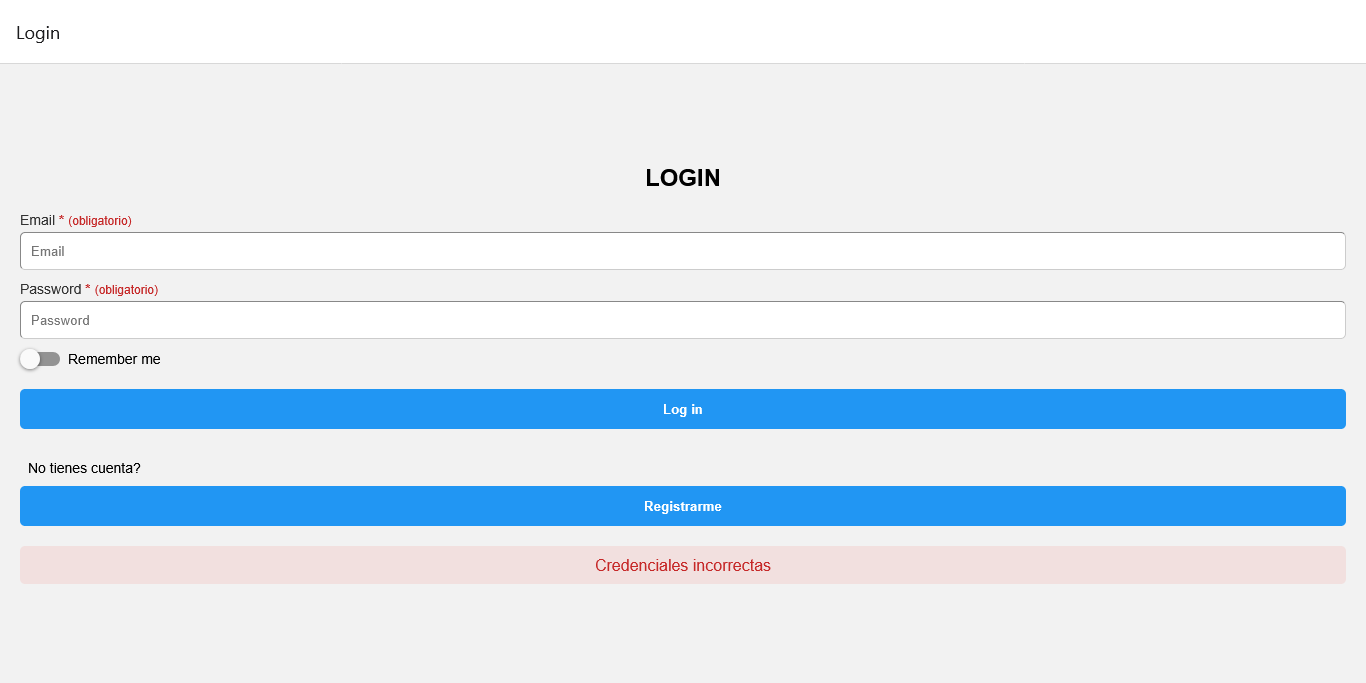 Login
LOGIN
Email * (obligatorio)
Email
Password * (obligatorio)
Password
Remember me
Log in
No tienes cuenta?
Registrarme
Credenciales incorrectas